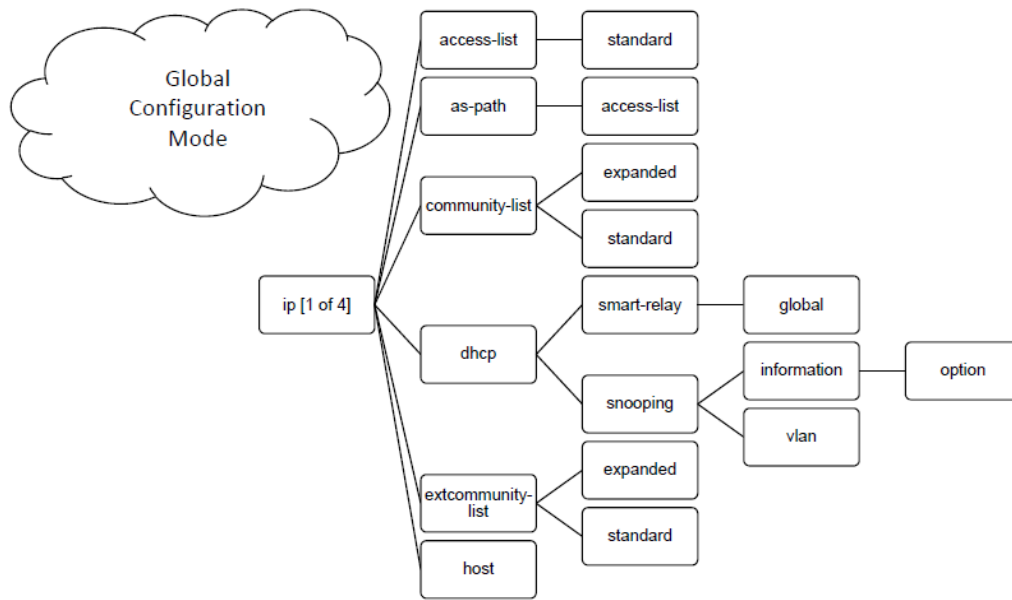 Global
Configuration
Mode
access-list
standard
as-path
access-list
expanded
community-list
standard
ip [1 of 4]
smart-relay
global
dhcp
information
option
snooping
vlan
expanded
extcommunity-
list
standard
host